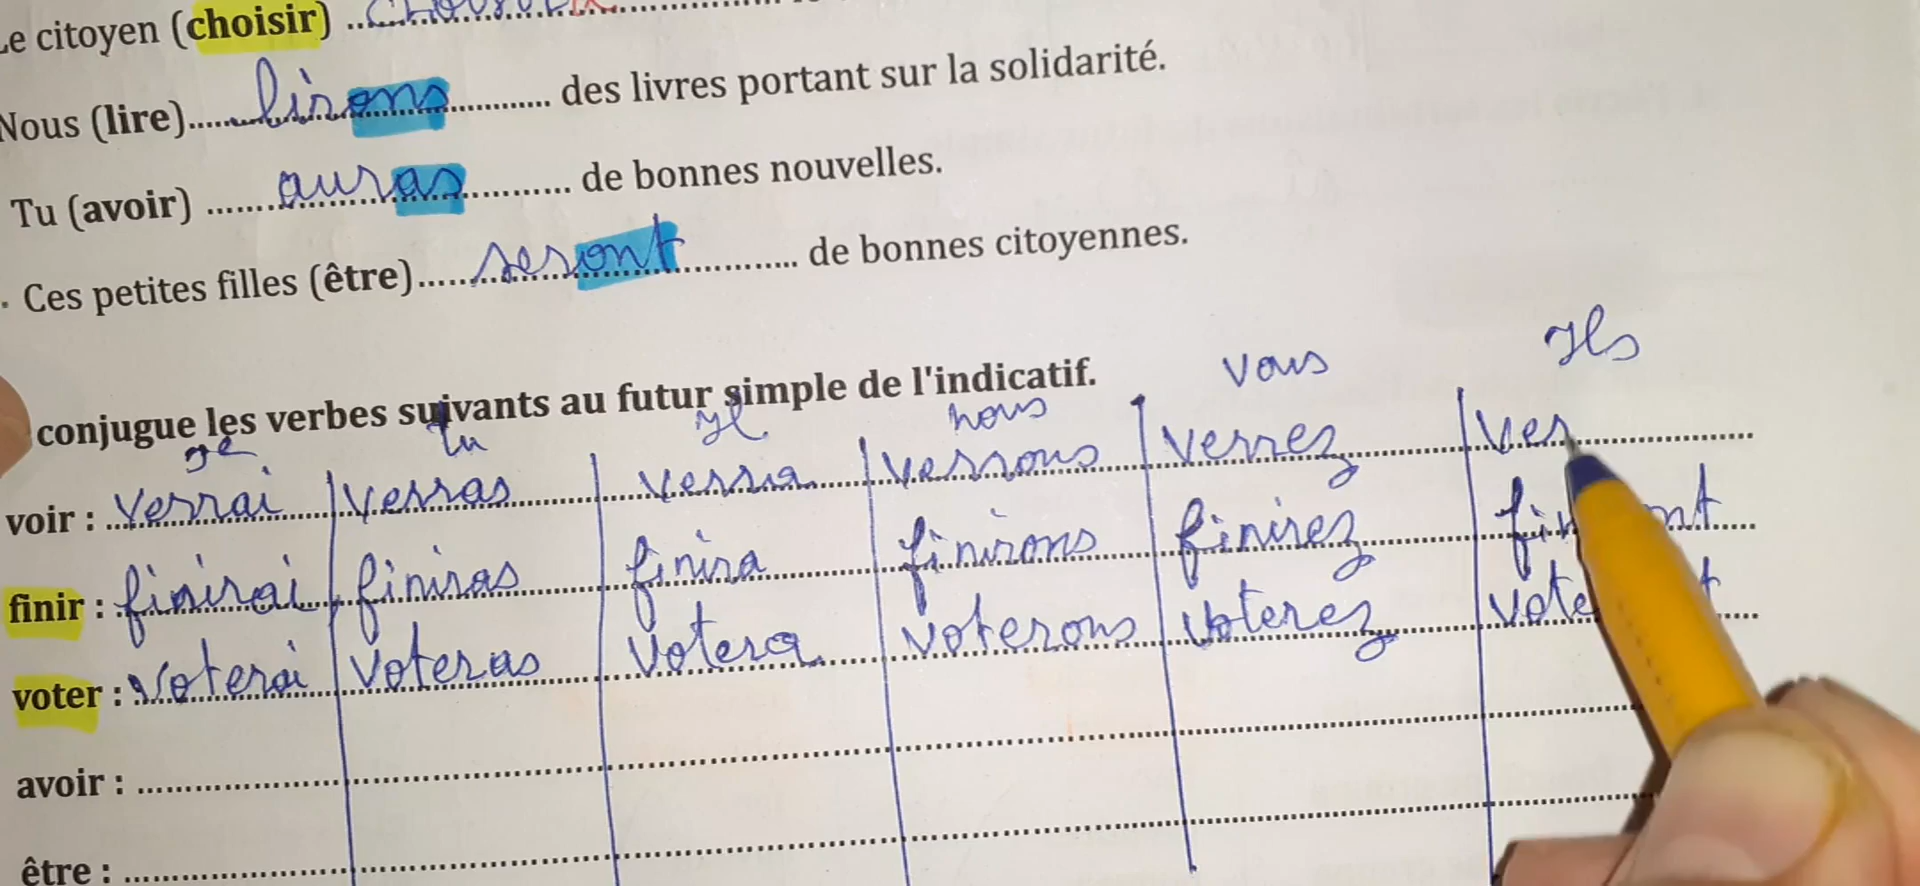 Le citoyen (choisir) ..................
Nous (lire)......lirons............ des livres portant sur la solidarité.
Tu (avoir) ......auras.......... de bonnes nouvelles.
. Ces petites filles (être)......seront............ de bonnes citoyennes.
conjugue les verbes suivants au futur simple de l'indicatif.
je tu Il nous vous Ils
voir : verrai verras verra verrons verrez ver
finir : finirai finiras finira finirons finirez
voter : voterai voteras votera voterons voterez
avoir : ......
être : ......